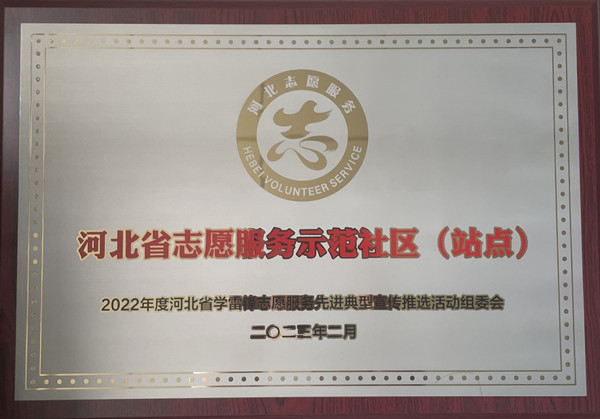 河北志愿服务
志
HEBEI VOLUNTEER SERVICE
河北省志愿服务示范社区（站点）
2022年度河北省学雷锋志愿服务先进典型宣传推选活动组委会
二〇二三年二月